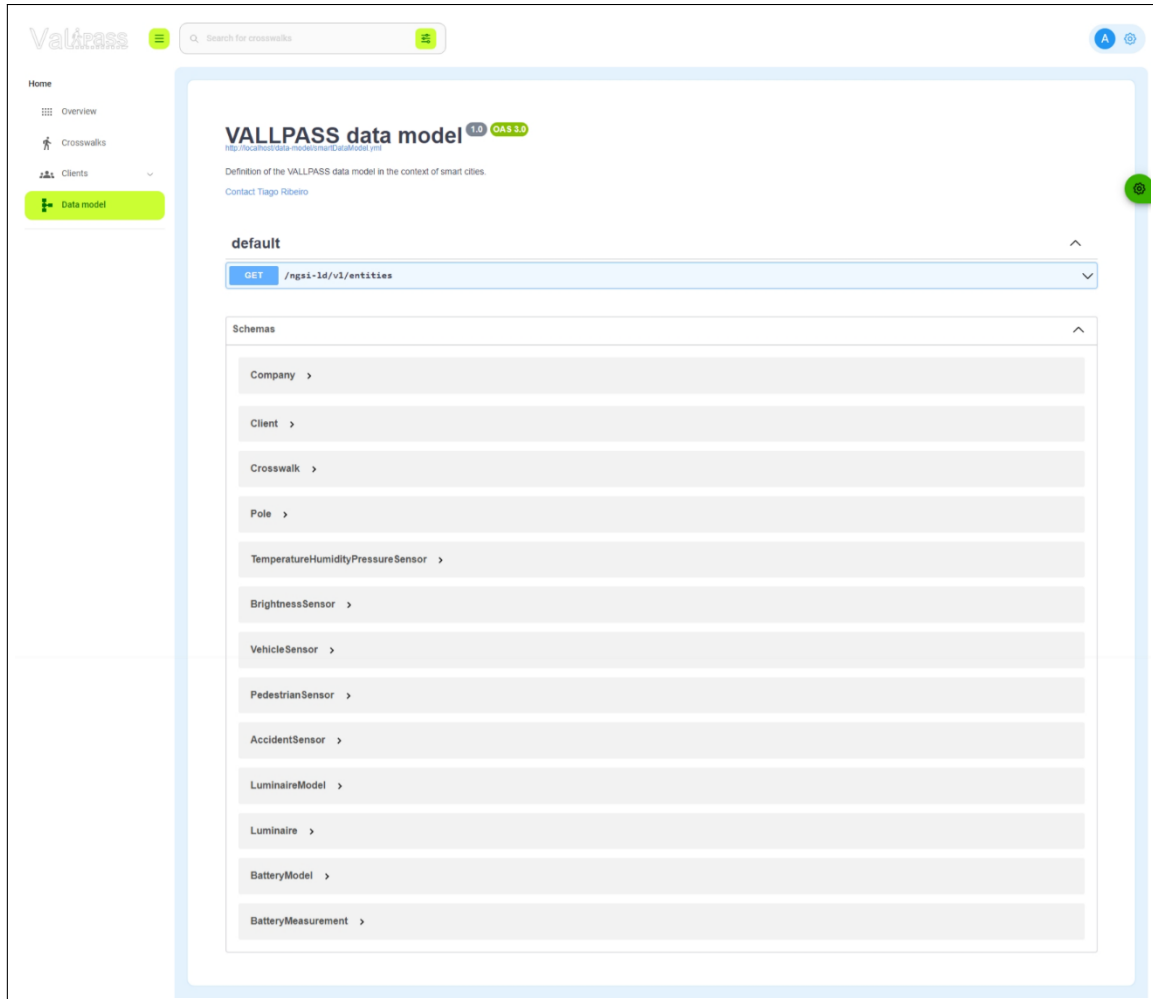 Vallpass
Search for crosswalks
A
Home
Overview
Crosswalks
Clients
Data model
VALLPASS data model 1.0 OAS 3.0
http://localhost/data-model/smartDataModel.yml
Definition of the VALLPASS data model in the context of smart cities.
Contact Tiago Ribeiro
default
GET /ngsi-ld/v1/entities
Schemas
Company
Client
Crosswalk
Pole
TemperatureHumidityPressureSensor
BrightnessSensor
VehicleSensor
PedestrianSensor
AccidentSensor
LuminaireModel
Luminaire
BatteryModel
BatteryMeasurement